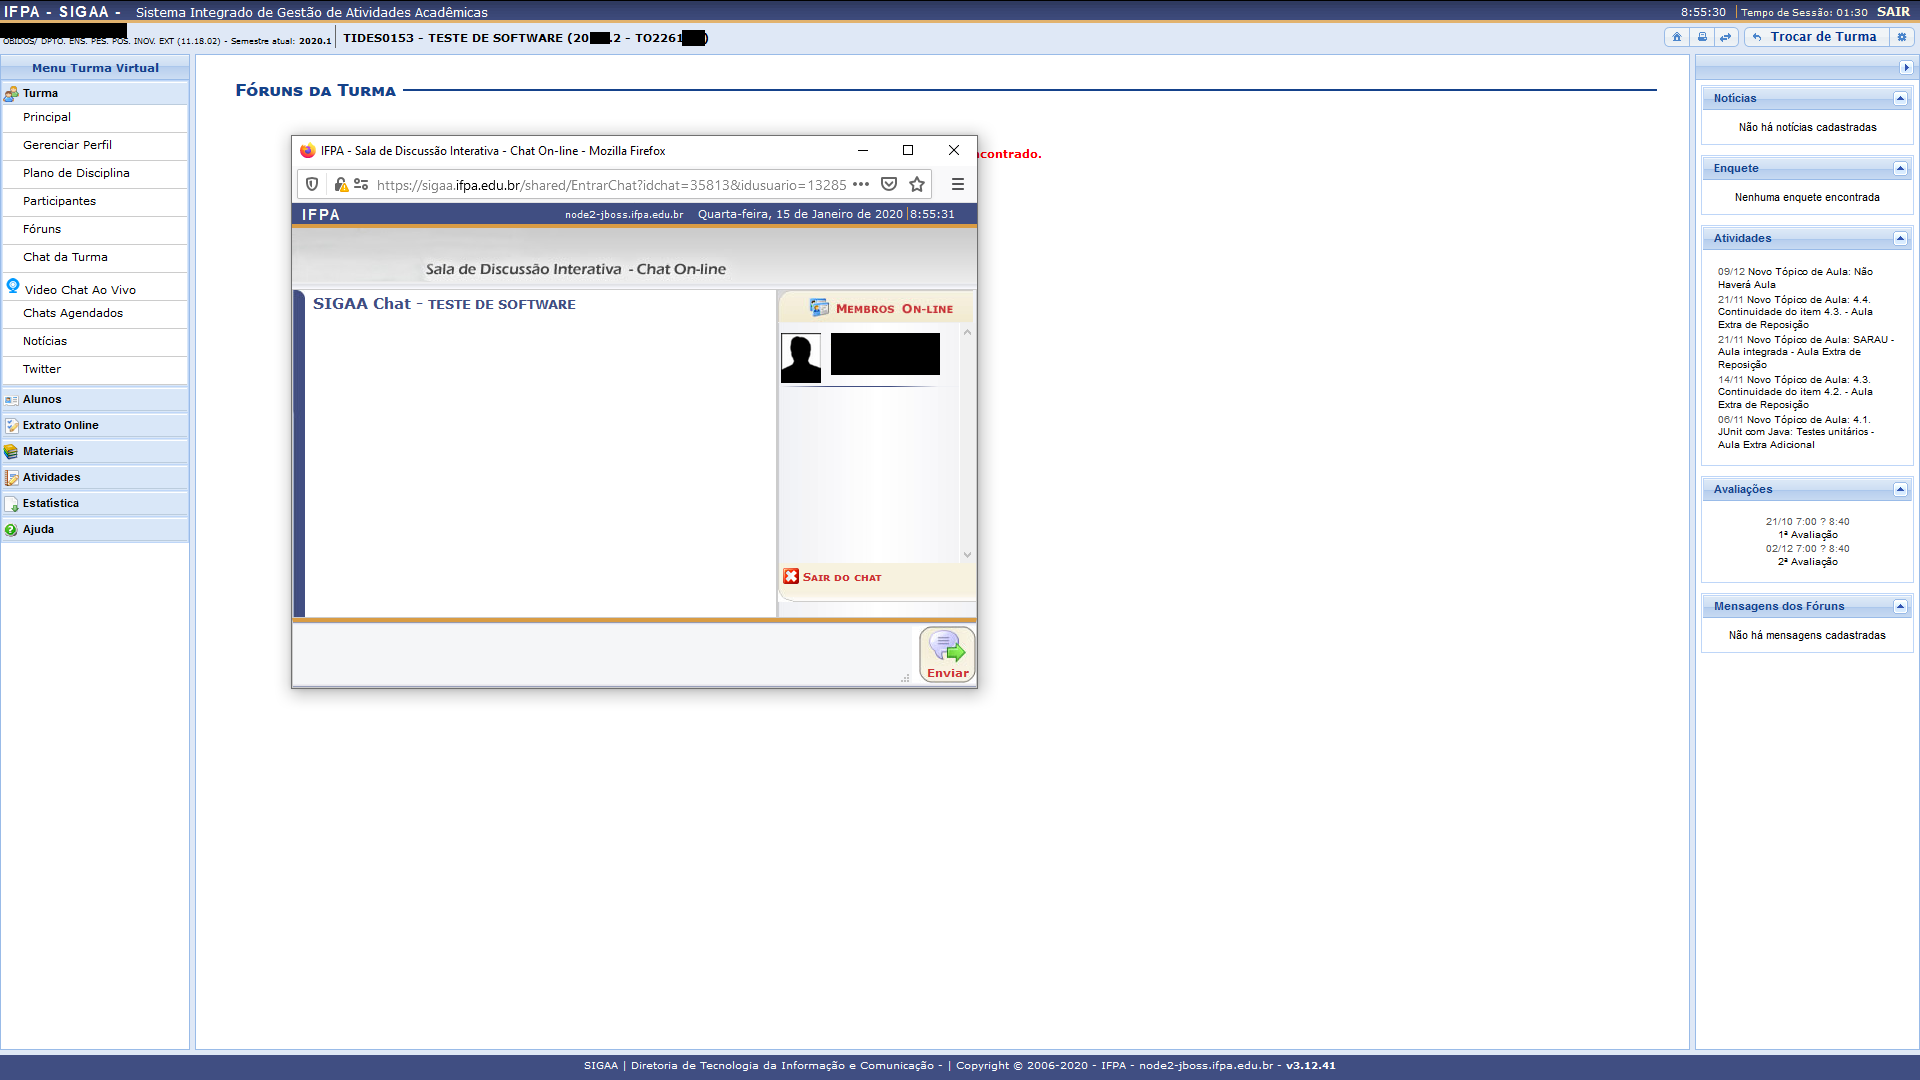 IFPA - SIGAA - Sistema Integrado de Gestão de Atividades Acadêmicas
8:55:30 Tempo de Sessão: 01:30 SAIR
ÓBIDOS/ DPTO. ENS. PES. PÓS. INOV. EXT (11.18.02) - Semestre atual: 2020.1
TIDES0153 - TESTE DE SOFTWARE (20 .2 - TO2261 )
Trocar de Turma
Menu Turma Virtual
Turma
Principal
Gerenciar Perfil
Plano de Disciplina
Participantes
Fóruns
Chat da Turma
Video Chat Ao Vivo
Chats Agendados
Notícias
Twitter
Alunos
Extrato Online
Materiais
Atividades
Estatística
Ajuda
Fóruns da Turma
contrado.
IFPA - Sala de Discussão Interativa - Chat On-line - Mozilla Firefox
https://sigaa.ifpa.edu.br/shared/EntrarChat?idchat=35813&idusuario=13285
IFPA
node2-jboss.ifpa.edu.br Quarta-feira, 15 de Janeiro de 2020 8:55:31
Sala de Discussão Interativa - Chat On-line
SIGAA Chat - TESTE DE SOFTWARE
Membros On-line
Sair do chat
Enviar
Notícias
Não há notícias cadastradas
Enquete
Nenhuma enquete encontrada
Atividades
09/12 Novo Tópico de Aula: Não
Haverá Aula
21/11 Novo Tópico de Aula: 4.4.
Continuidade do item 4.3. - Aula
Extra de Reposição
21/11 Novo Tópico de Aula: SARAU -
Aula integrada - Aula Extra de
Reposição
14/11 Novo Tópico de Aula: 4.3.
Continuidade do item 4.2. - Aula
Extra de Reposição
06/11 Novo Tópico de Aula: 4.1.
JUnit com Java: Testes unitários -
Aula Extra Adicional
Avaliações
21/10 7:00 ? 8:40
1ª Avaliação
02/12 7:00 ? 8:40
2ª Avaliação
Mensagens dos Fóruns
Não há mensagens cadastradas
SIGAA | Diretoria de Tecnologia da Informação e Comunicação - | Copyright © 2006-2020 - IFPA - node2-jboss.ifpa.edu.br - v3.12.41